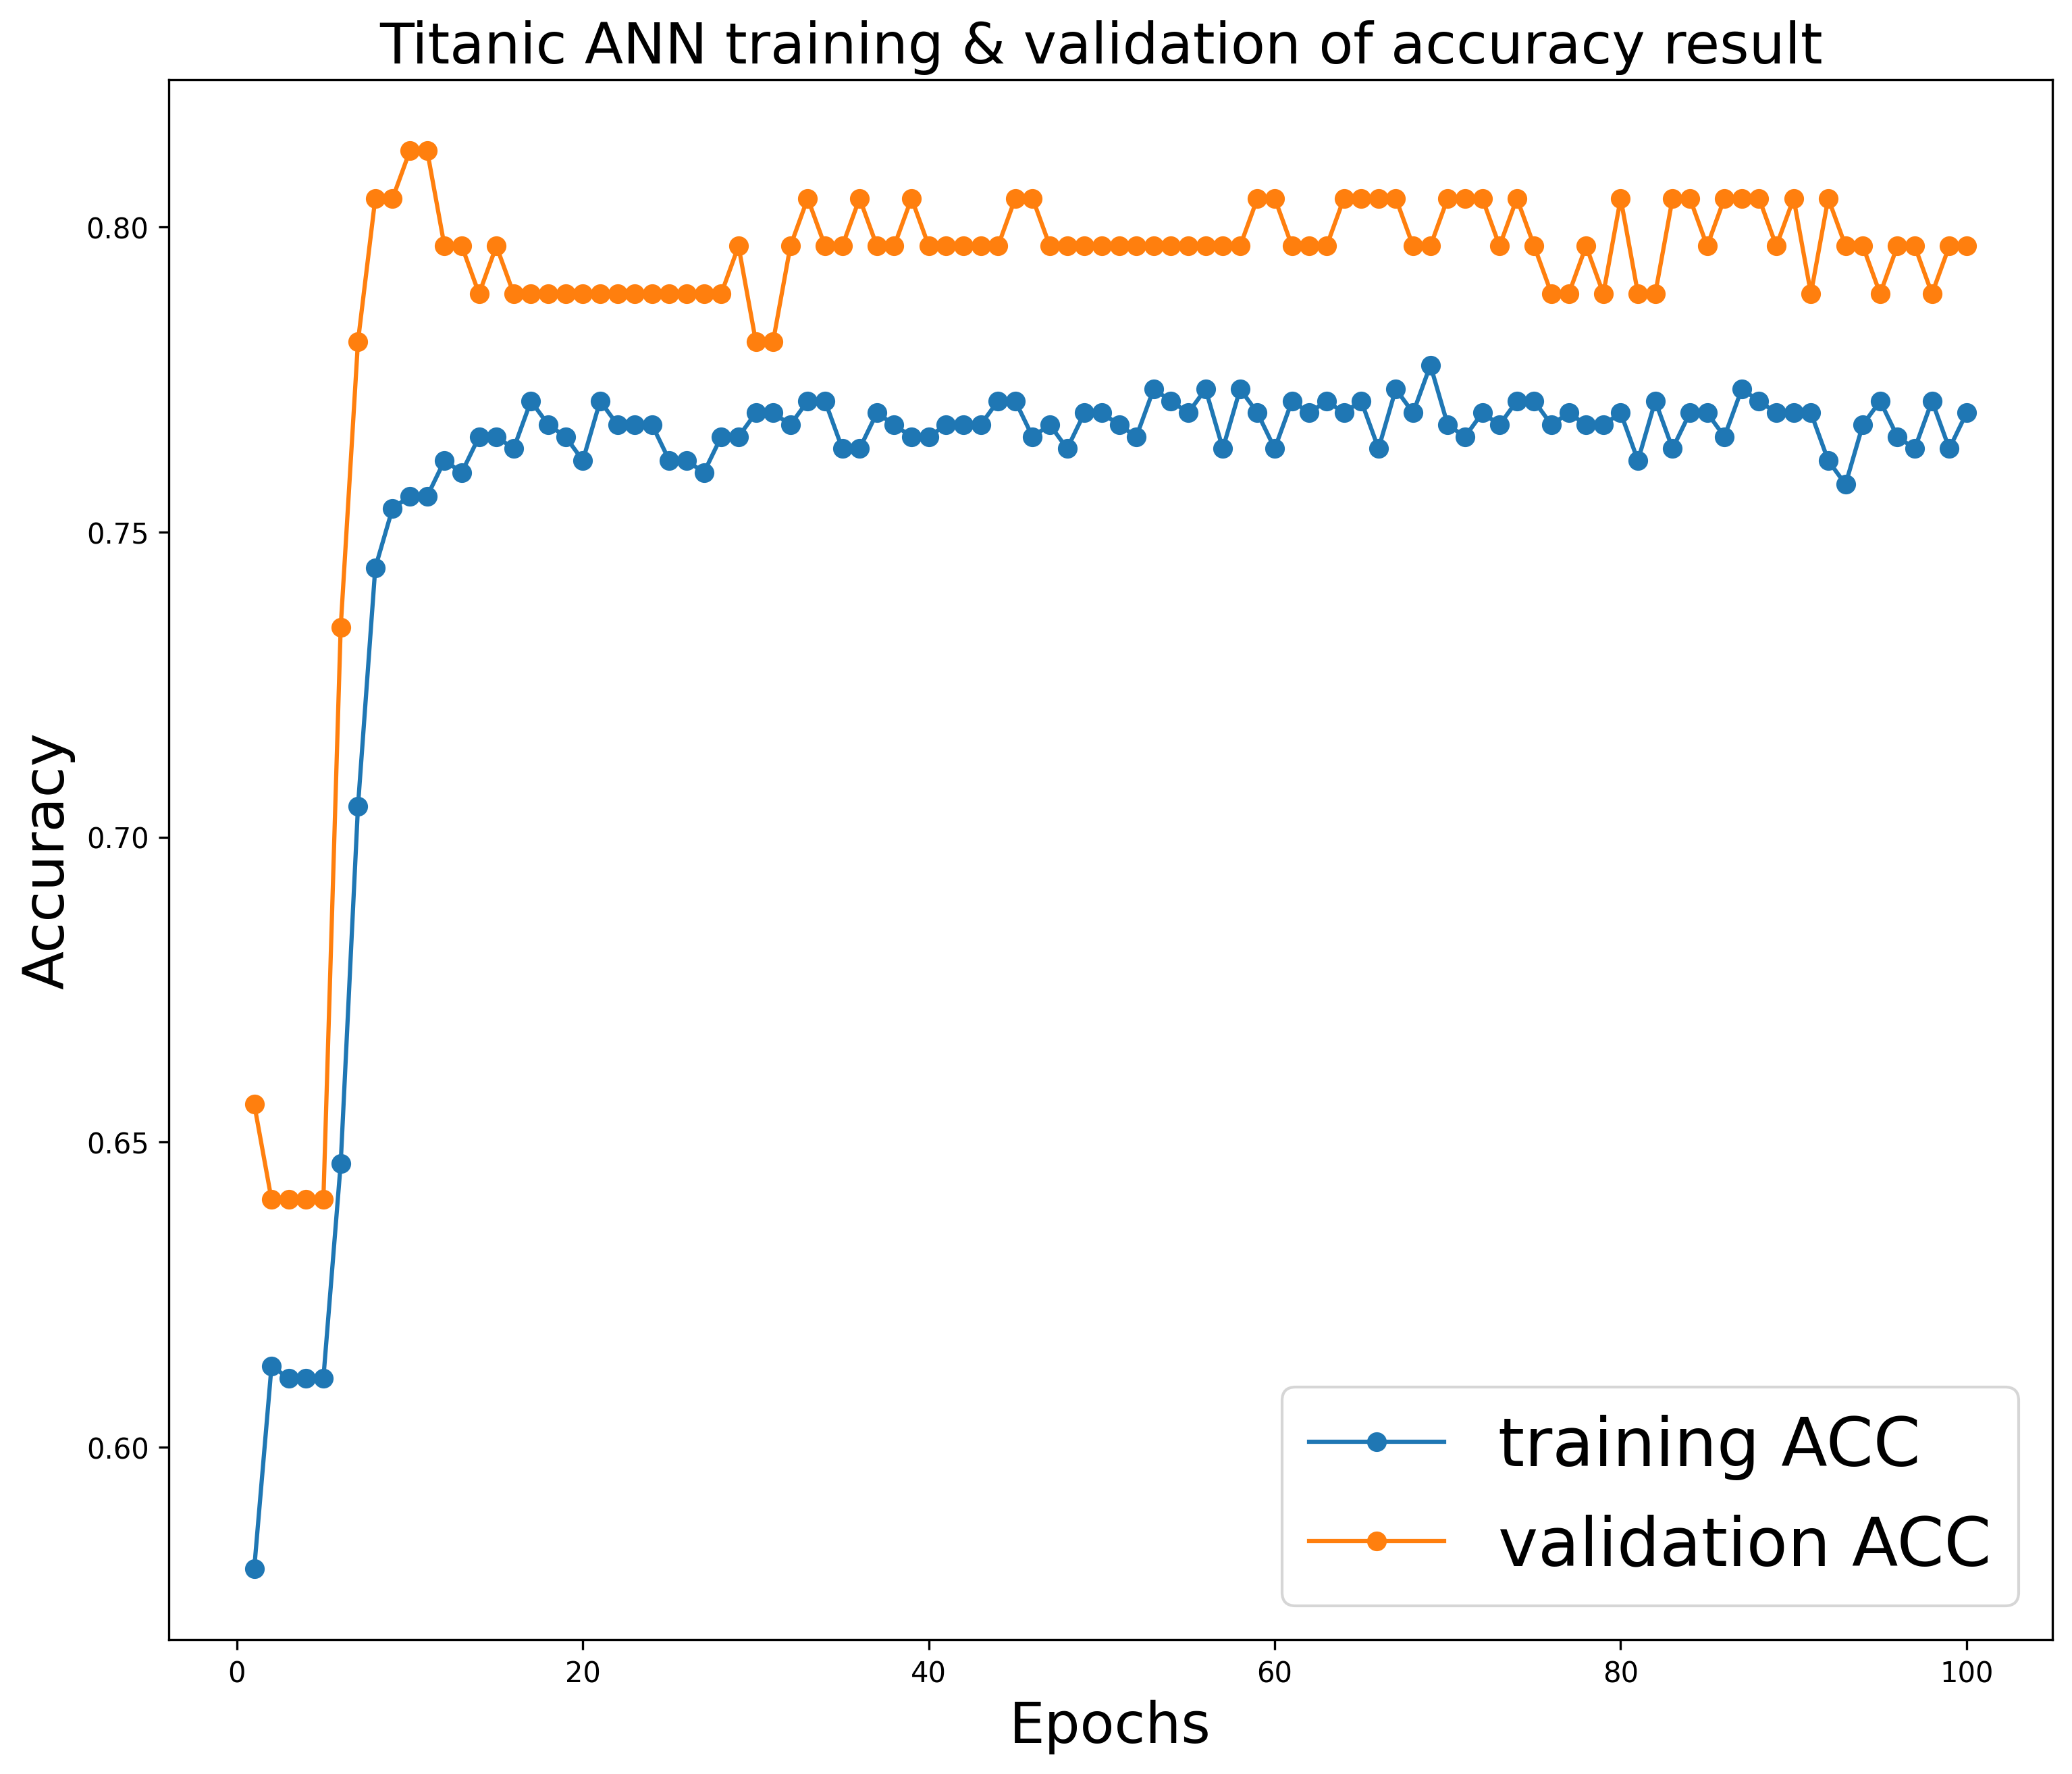 Titanic ANN training & validation of accuracy result
Accuracy
0.80
0.75
0.70
0.65
0.60
training ACC
validation ACC
0 20 40 60 80 100
Epochs